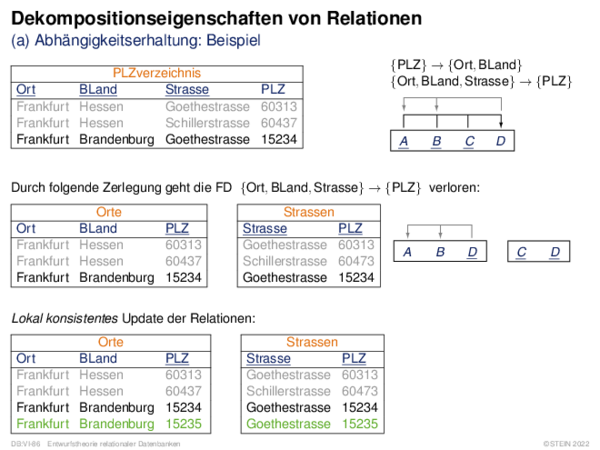 Dekompositionseigenschaften von Relationen
(a) Abhängigkeitserhaltung: Beispiel
PLZverzeichnis
Ort BLand Strasse PLZ
Frankfurt Hessen Goethestrasse 60313
Frankfurt Hessen Schillerstrasse 60437
Frankfurt Brandenburg Goethestrasse 15234
{PLZ} → {Ort, BLand}
{Ort, BLand, Strasse} → {PLZ}
A B C D
Durch folgende Zerlegung geht die FD {Ort, BLand, Strasse} → {PLZ} verloren:
Orte
Ort BLand PLZ
Frankfurt Hessen 60313
Frankfurt Hessen 60437
Frankfurt Brandenburg 15234
Strassen
Strasse PLZ
Goethestrasse 60313
Schillerstrasse 60473
Goethestrasse 15234
A B D
C D
Lokal konsistentes Update der Relationen:
Orte
Ort BLand PLZ
Frankfurt Hessen 60313
Frankfurt Hessen 60437
Frankfurt Brandenburg 15234
Frankfurt Brandenburg 15235
Strassen
Strasse PLZ
Goethestrasse 60313
Schillerstrasse 60473
Goethestrasse 15234
Goethestrasse 15235
DB:VI-86 Entwurfstheorie relationaler Datenbanken
©STEIN 2022